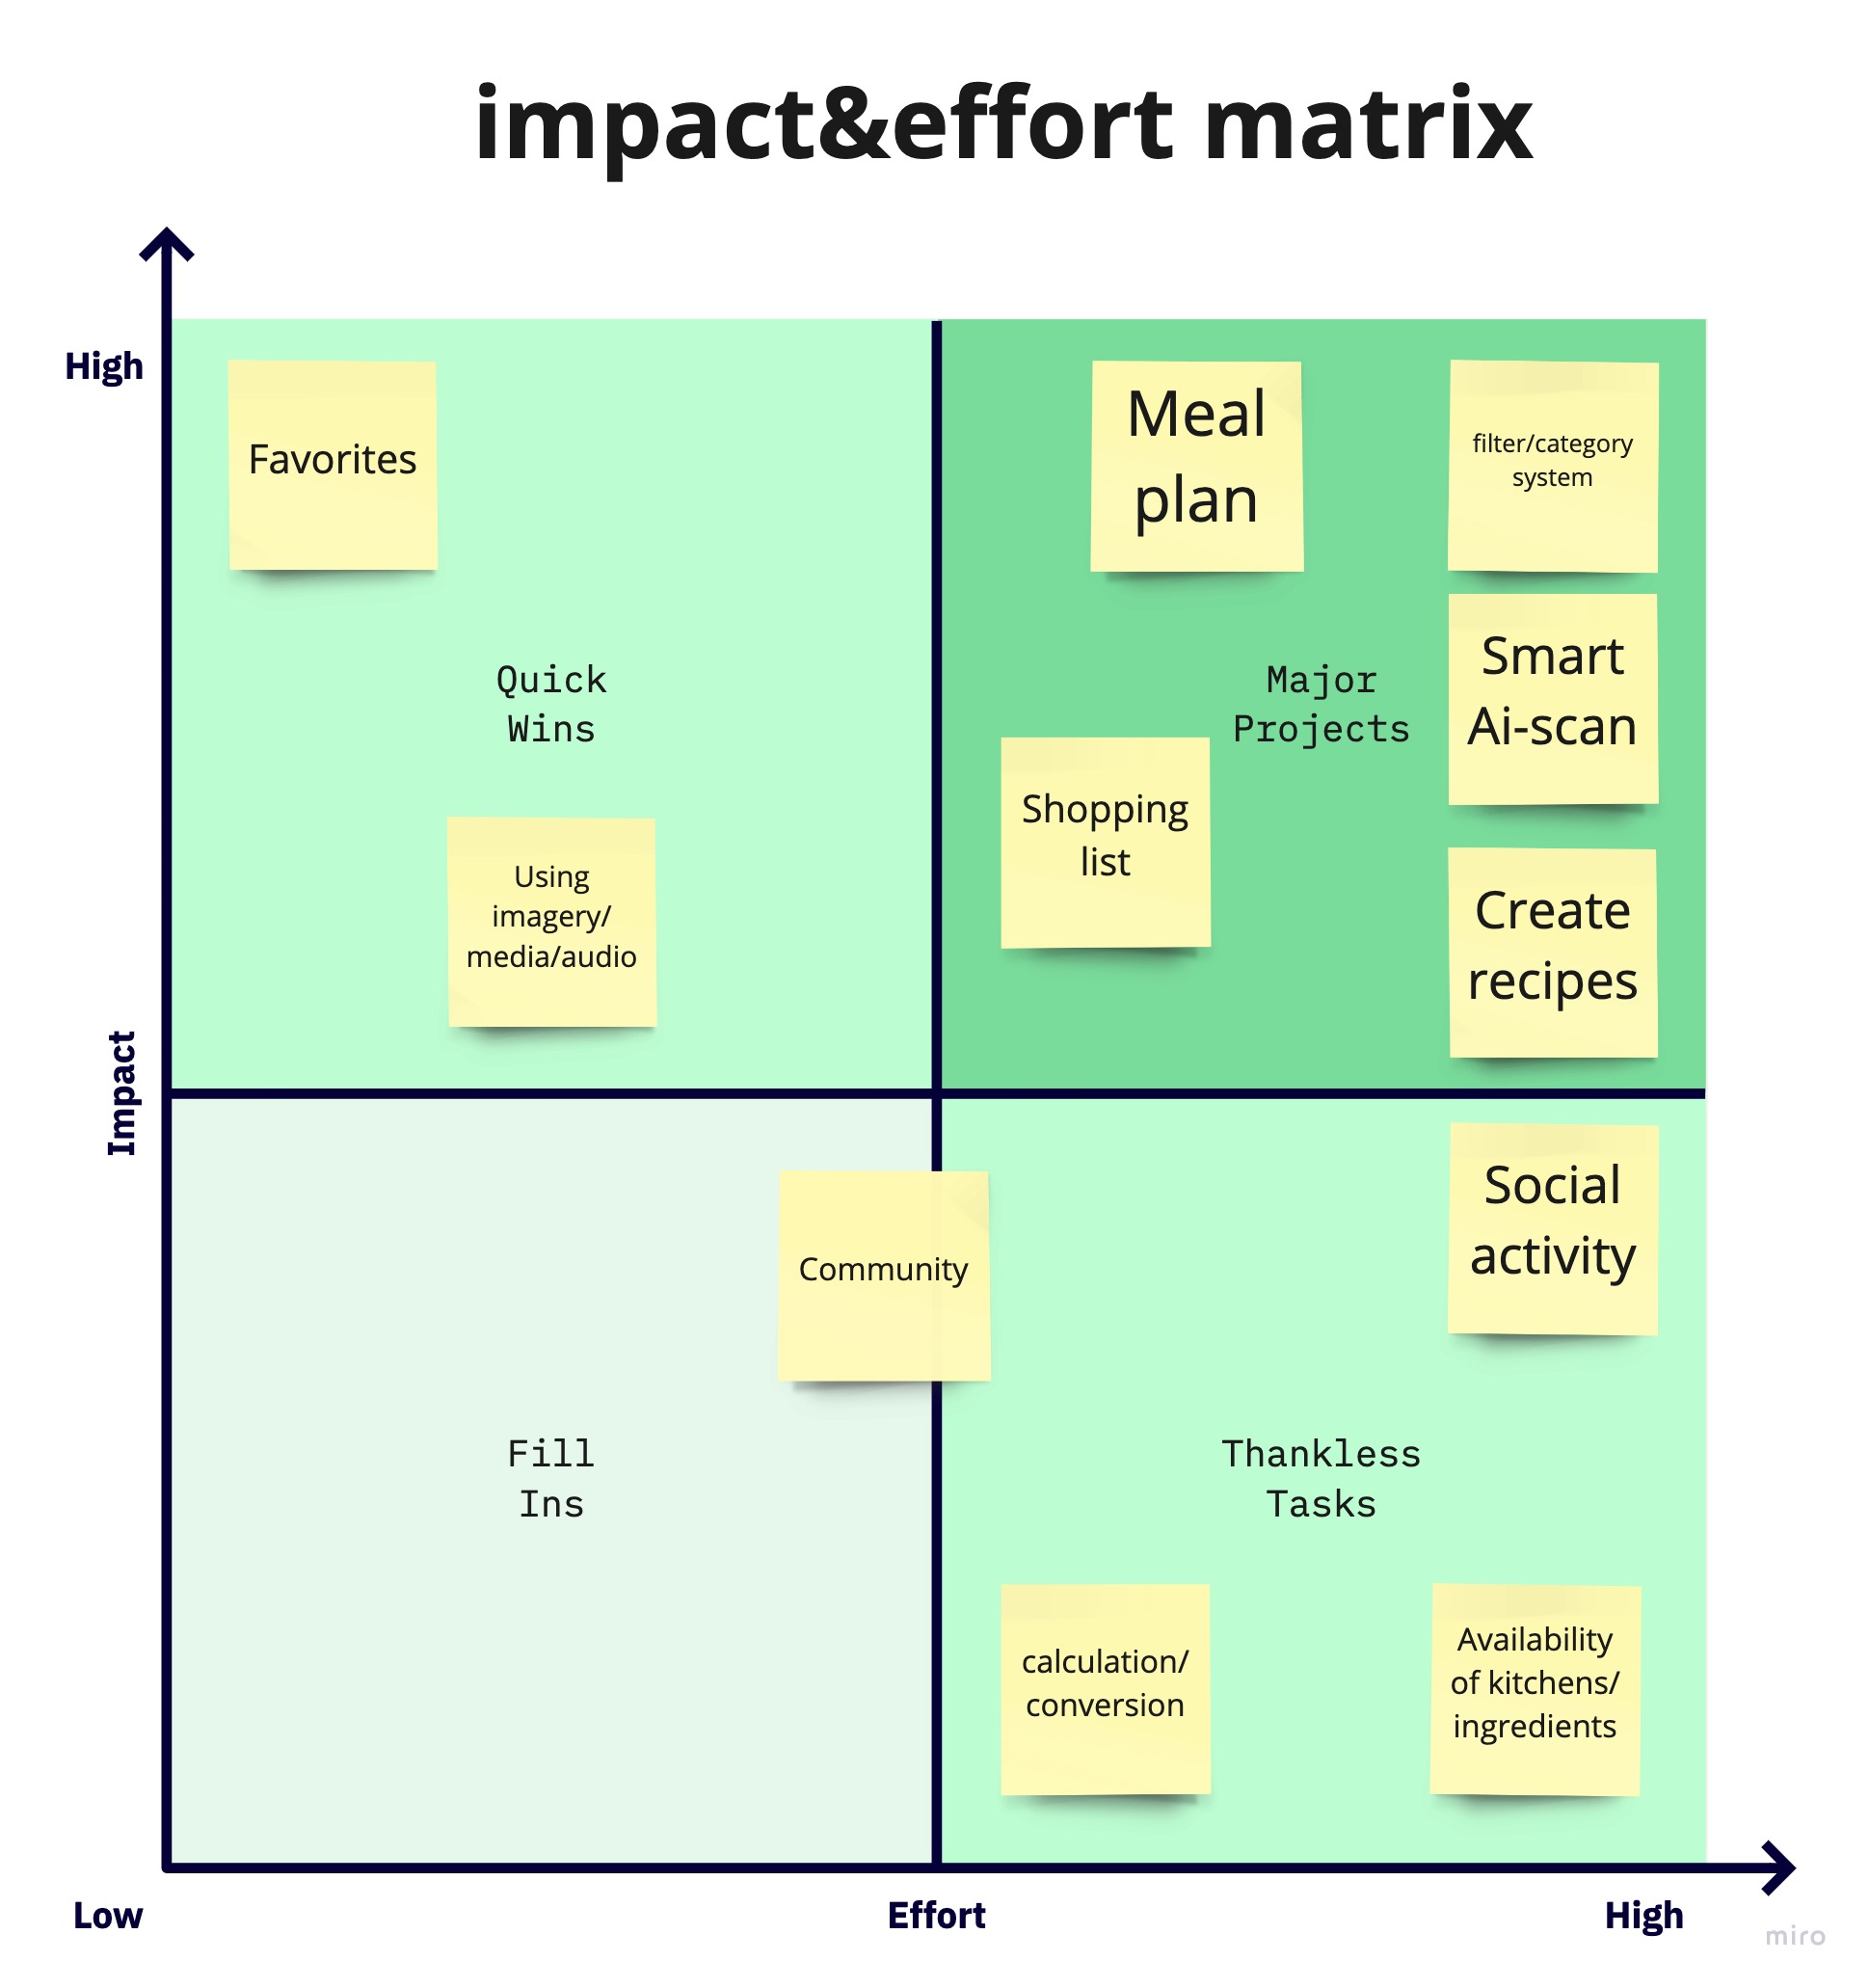 impact&effort matrix
High
Favorites
Meal
plan
filter/category
system
Quick
Wins
Major
Projects
Smart
Ai-scan
Shopping
list
Using
imagery/
media/audio
Create
recipes
Impact
Community
Social
activity
Fill
Ins
Thankless
Tasks
calculation/
conversion
Availability
of kitchens/
ingredients
Low
Effort
High
miro